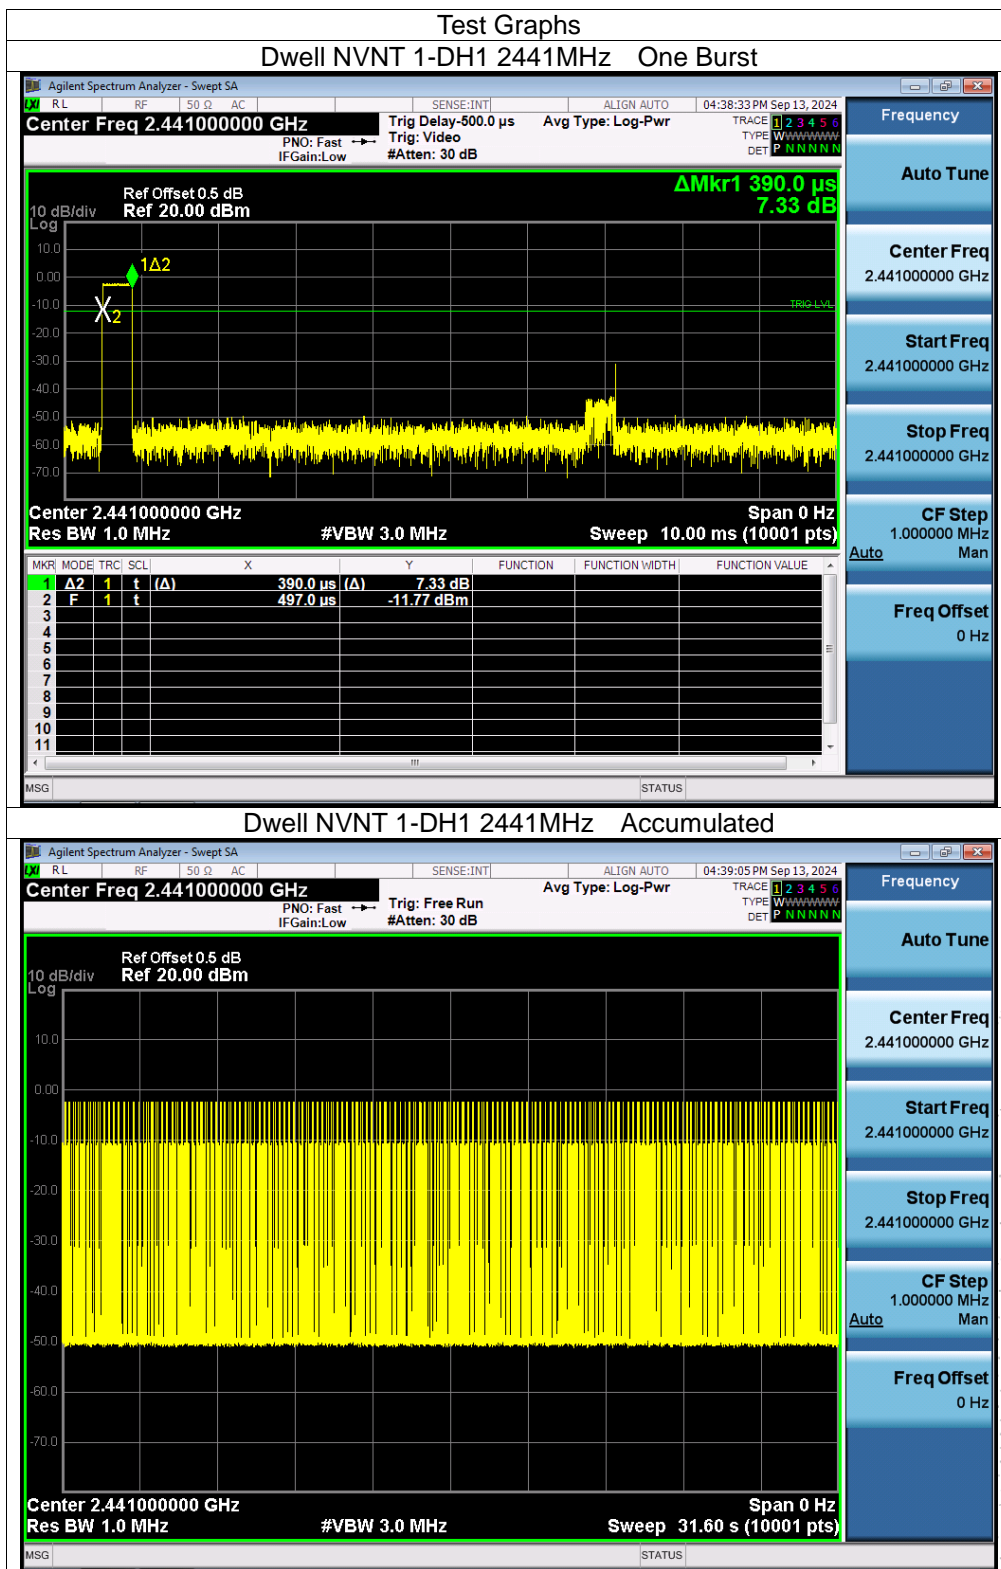 Test Graphs
Dwell NVNT 1-DH1 2441MHz One Burst
Agilent Spectrum Analyzer - Swept SA
LXI RL RF 50 Ω AC SENSE:INT ALIGN AUTO 04:38:33 PM Sep 13, 2024
Center Freq 2.441000000 GHz
PNO: Fast
IFGain:Low
Trig Delay-500.0 µs
Trig: Video
#Atten: 30 dB
Avg Type: Log-Pwr
TRACE 1 2 3 4 5 6
TYPE WWWWWW
DET P N N N N N
Frequency
Auto Tune
Center Freq
2.441000000 GHz
Start Freq
2.441000000 GHz
Stop Freq
2.441000000 GHz
CF Step
1.000000 MHz
Auto Man
Freq Offset
0 Hz
ΔMkr1 390.0 µs
7.33 dB
Ref Offset 0.5 dB
10 dB/div Ref 20.00 dBm
Log
10.0
0.00
-10.0
-20.0
-30.0
-40.0
-50.0
-60.0
-70.0
1Δ2
X2
TRIG LVL
Center 2.441000000 GHz Span 0 Hz
Res BW 1.0 MHz #VBW 3.0 MHz Sweep 10.00 ms (10001 pts)
MKR MODE TRC SCL X Y FUNCTION FUNCTION WIDTH FUNCTION VALUE
1 Δ2 1 t (Δ) 390.0 µs (Δ) 7.33 dB
2 F 1 t 497.0 µs -11.77 dBm
3
4
5
6
7
8
9
10
11
MSG STATUS
Dwell NVNT 1-DH1 2441MHz Accumulated
Agilent Spectrum Analyzer - Swept SA
LXI RL RF 50 Ω AC SENSE:INT ALIGN AUTO 04:39:05 PM Sep 13, 2024
Center Freq 2.441000000 GHz
PNO: Fast
IFGain:Low
Trig: Free Run
#Atten: 30 dB
Avg Type: Log-Pwr
TRACE 1 2 3 4 5 6
TYPE WWWWWW
DET P N N N N N
Frequency
Auto Tune
Center Freq
2.441000000 GHz
Start Freq
2.441000000 GHz
Stop Freq
2.441000000 GHz
CF Step
1.000000 MHz
Auto Man
Freq Offset
0 Hz
Ref Offset 0.5 dB
10 dB/div Ref 20.00 dBm
Log
10.0
0.00
-10.0
-20.0
-30.0
-40.0
-50.0
-60.0
-70.0
Center 2.441000000 GHz Span 0 Hz
Res BW 1.0 MHz #VBW 3.0 MHz Sweep 31.60 s (10001 pts)
MSG STATUS